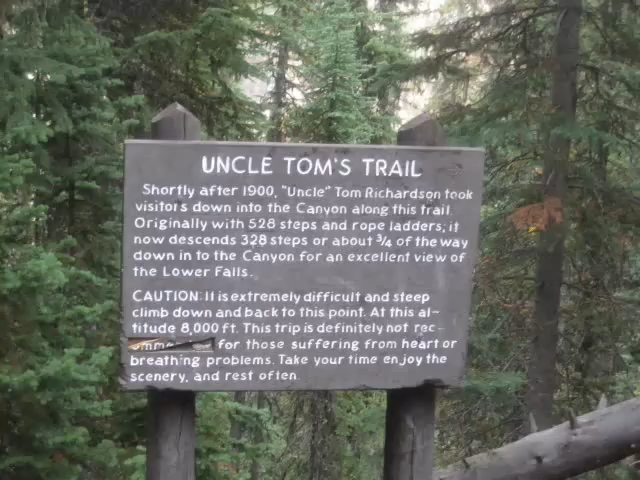 UNCLE TOM'S TRAIL
Shortly after 1900, "Uncle" Tom Richardson took
visitors down into the Canyon along this trail.
Originally with 528 steps and rope ladders; it
now descends 328 steps or about 3/4 of the way
down in to the Canyon for an excellent view of
the Lower Falls.
CAUTION: It is extremely difficult and steep
climb down and back to this point. At this al-
titude 8,000 ft. This trip is definitely not rec-
for those suffering from heart or
breathing problems. Take your time enjoy the
scenery, and rest often.